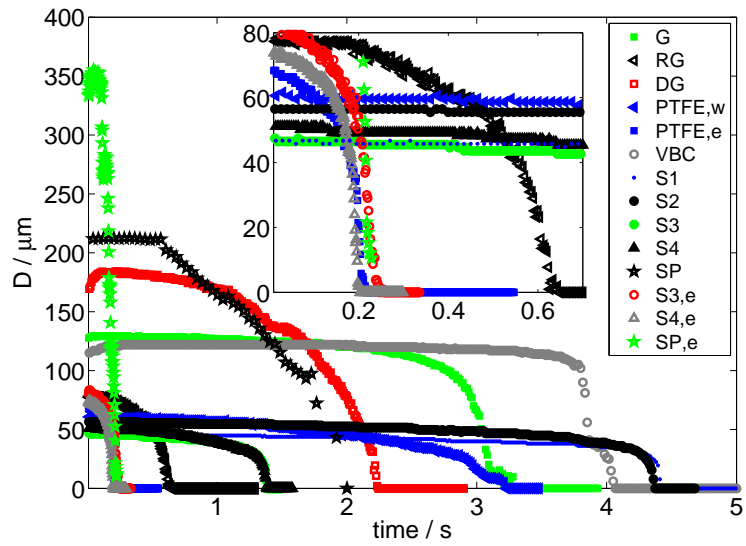 D / μm
400
350
300
250
200
150
100
50
0
0
1
2
3
4
5
time / s
80
60
40
20
0
0.2
0.4
0.6
G
RG
DG
PTFE,w
PTFE,e
VBC
S1
S2
S3
S4
SP
S3,e
S4,e
SP,e